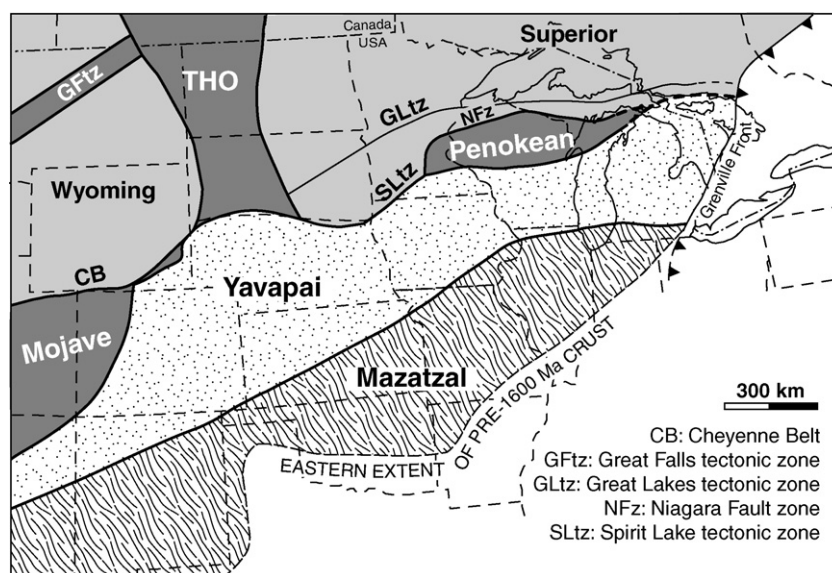 Canada
USA
Superior
GFtz
THO
GLtz
NFz
Penokean
SLtz
Wyoming
Grenville Front
CB
Yavapai
Mojave
Mazatzal
EASTERN EXTENT OF PRE-1600 Ma CRUST
300 km
CB: Cheyenne Belt
GFtz: Great Falls tectonic zone
GLtz: Great Lakes tectonic zone
NFz: Niagara Fault zone
SLtz: Spirit Lake tectonic zone